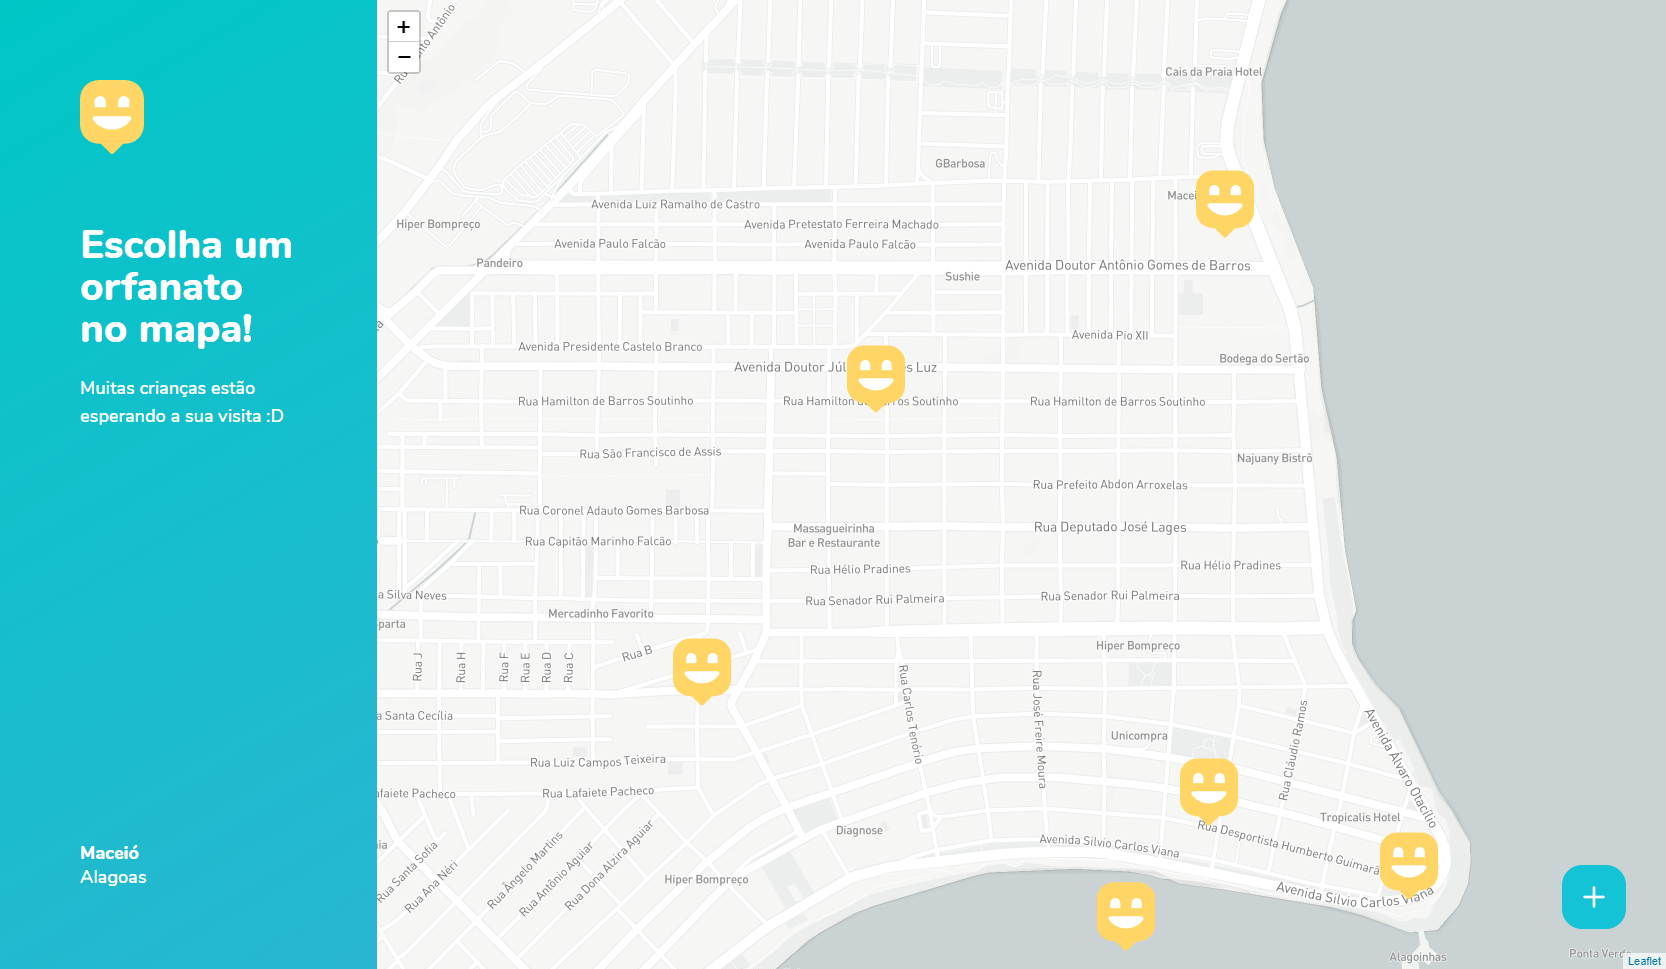 Escolha um
orfanato
no mapa!
Muitas crianças estão
esperando a sua visita :D
Maceió
Alagoas
+
−
Cais da Praia Hotel
GBarbosa
Avenida Luiz Ramalho de Castro
Hiper Bompreço
Avenida Pretestato Ferreira Machado
Avenida Paulo Falcão
Avenida Paulo Falcão
Pandeiro
Avenida Doutor Antônio Gomes de Barros
Sushie
Avenida Pio XII
Avenida Presidente Castelo Branco
Bodega do Sertão
Avenida Doutor Júl
s Luz
Rua Hamilton de Barros Soutinho
Rua Hamilton de Barros Soutinho
Rua Hamilton de Barros Soutinho
Rua São Francisco de Assis
Najuany Bistrô
Rua Prefeito Abdon Arroxelas
Rua Coronel Adauto Gomes Barbosa
Massagueirinha
Bar e Restaurante
Rua Deputado José Lages
Rua Capitão Marinho Falcão
Rua Hélio Pradines
Rua Hélio Pradines
a Silva Neves
Rua Senador Rui Palmeira
Rua Senador Rui Palmeira
Mercadinho Favorito
parta
Hiper Bompreço
Rua B
Rua J
Rua H
Rua F
Rua E
Rua D
Rua C
Rua Carlos Tenório
Rua José Freire Moura
Rua Cláudio Ramos
Avenida Álvaro Otacílio
a Santa Cecília
Unicompra
Rua Luiz Campos Teixeira
afaiete Pacheco
Rua Lafaiete Pacheco
Tropicalis Hotel
Diagnose
Rua Desportista Humberto Guimarã
Avenida Silvio Carlos Viana
Rua Santa Sofia
Rua Ana Néri
Rua Ângelo Martins
Rua Antônio Aguiar
Rua Dona Alzira Aguiar
Hiper Bompreço
Avenida Silvio Carlos Viana
Alagoinhas
Ponta Verde
Leaflet